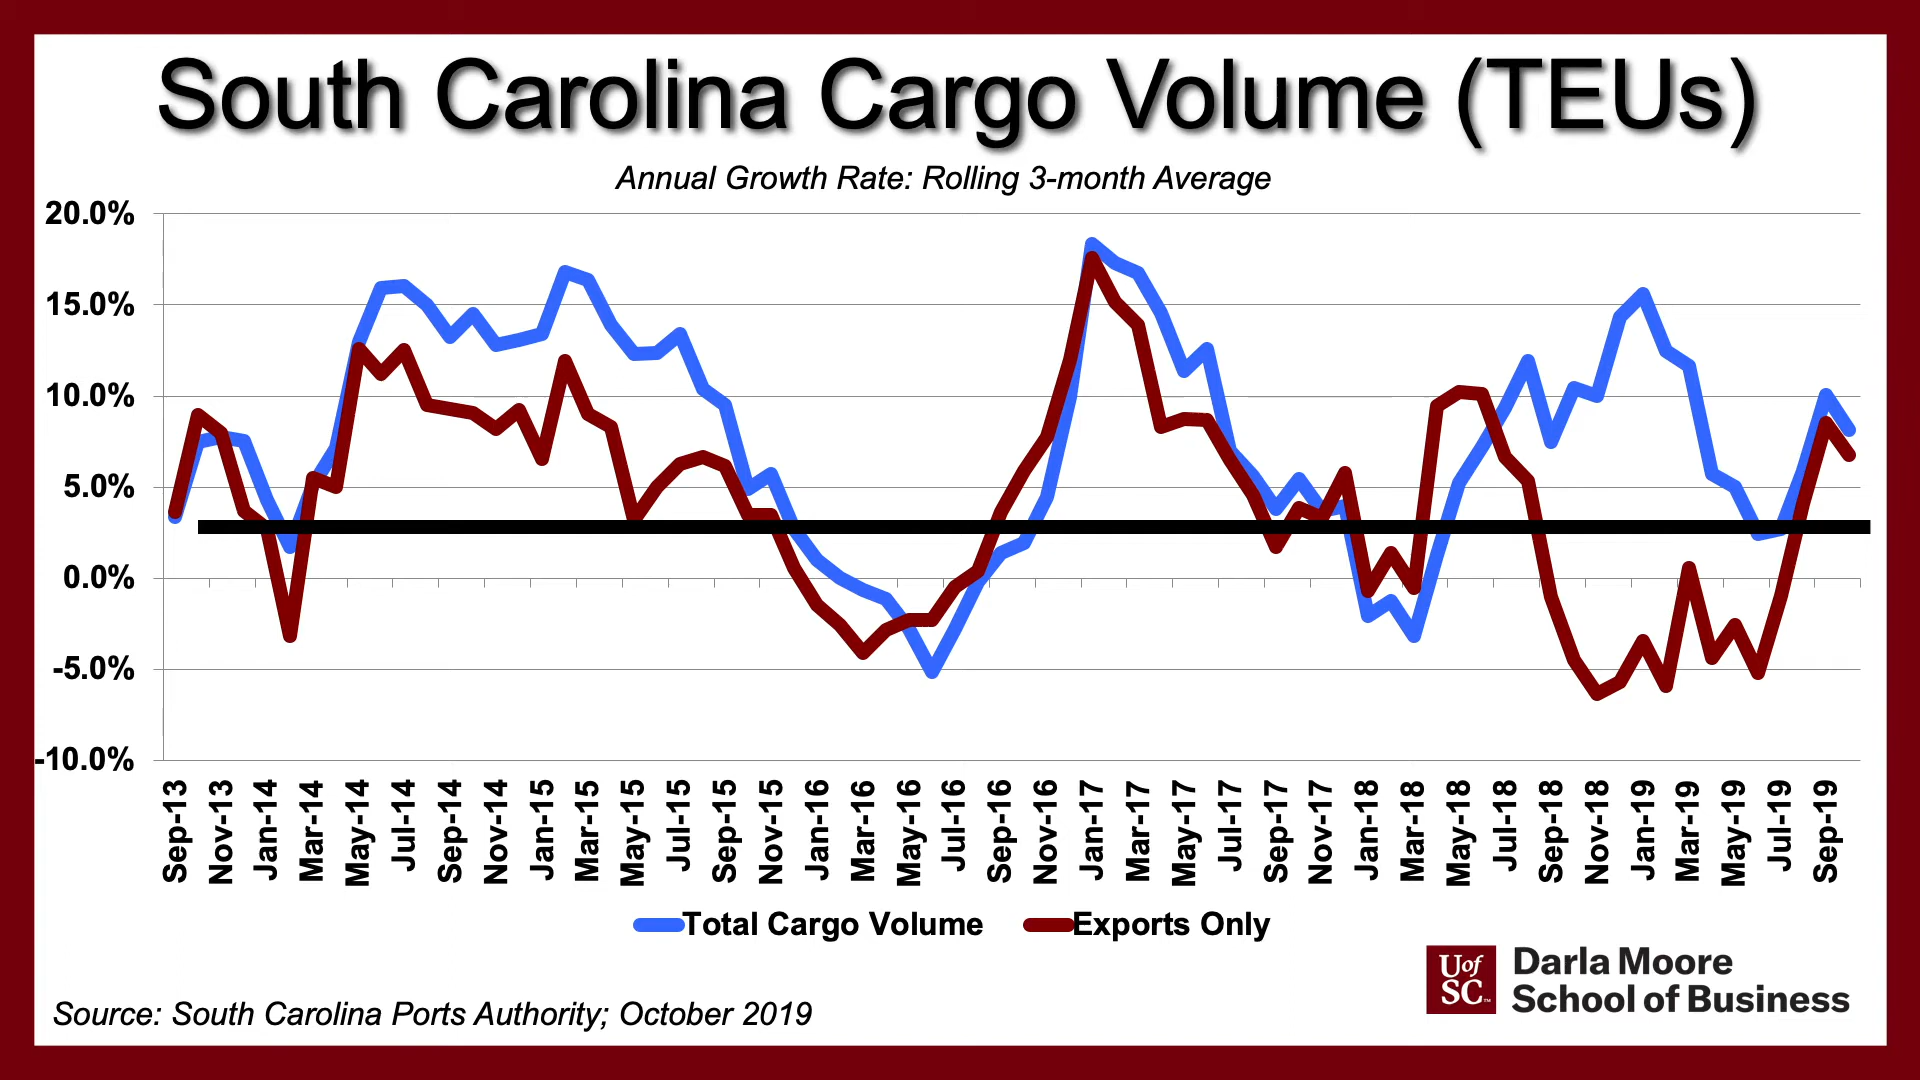 South Carolina Cargo Volume (TEUs)
Annual Growth Rate: Rolling 3-month Average
20.0%
15.0%
10.0%
5.0%
0.0%
-5.0%
-10.0%
Sep-13
Nov-13
Jan-14
Mar-14
May-14
Jul-14
Sep-14
Nov-14
Jan-15
Mar-15
May-15
Jul-15
Sep-15
Nov-15
Jan-16
Mar-16
May-16
Jul-16
Sep-16
Nov-16
Jan-17
Mar-17
May-17
Jul-17
Sep-17
Nov-17
Jan-18
Mar-18
May-18
Jul-18
Sep-18
Nov-18
Jan-19
Mar-19
May-19
Jul-19
Sep-19
Total Cargo Volume
Exports Only
UofSC™
Darla Moore
School of Business
Source: South Carolina Ports Authority; October 2019